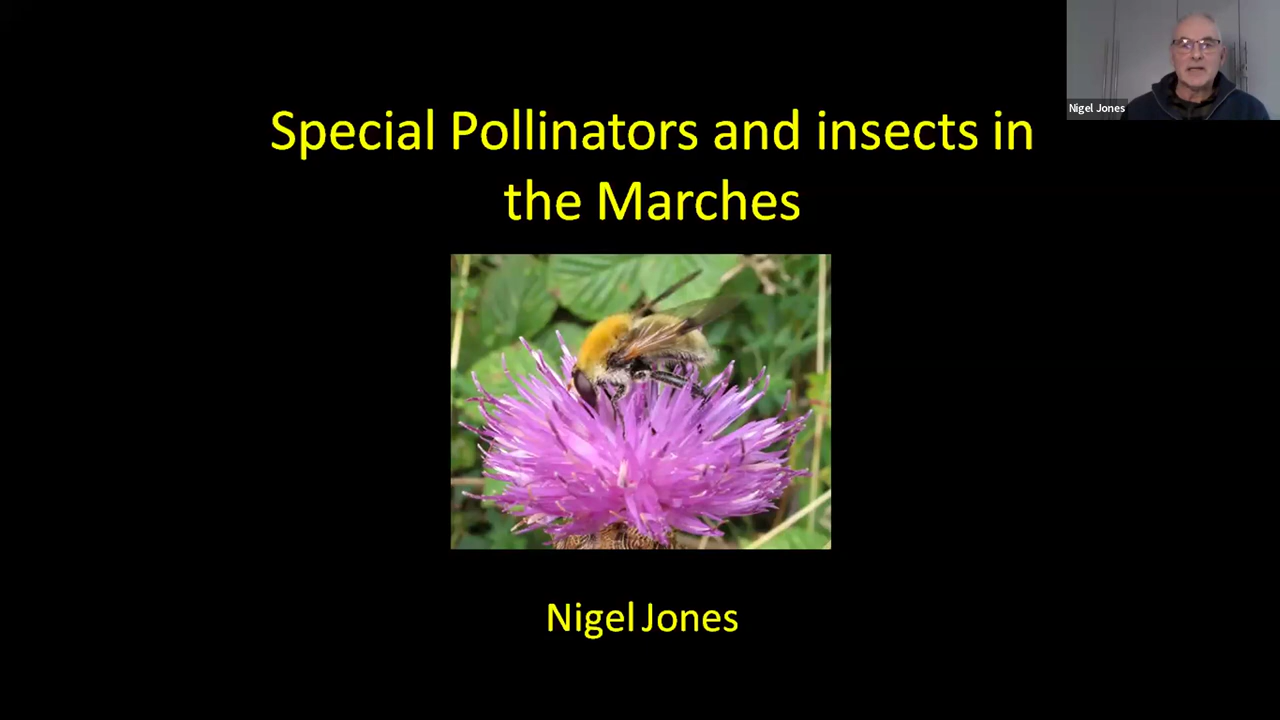 Nigel Jones
Special Pollinators and insects in
the Marches
Nigel Jones